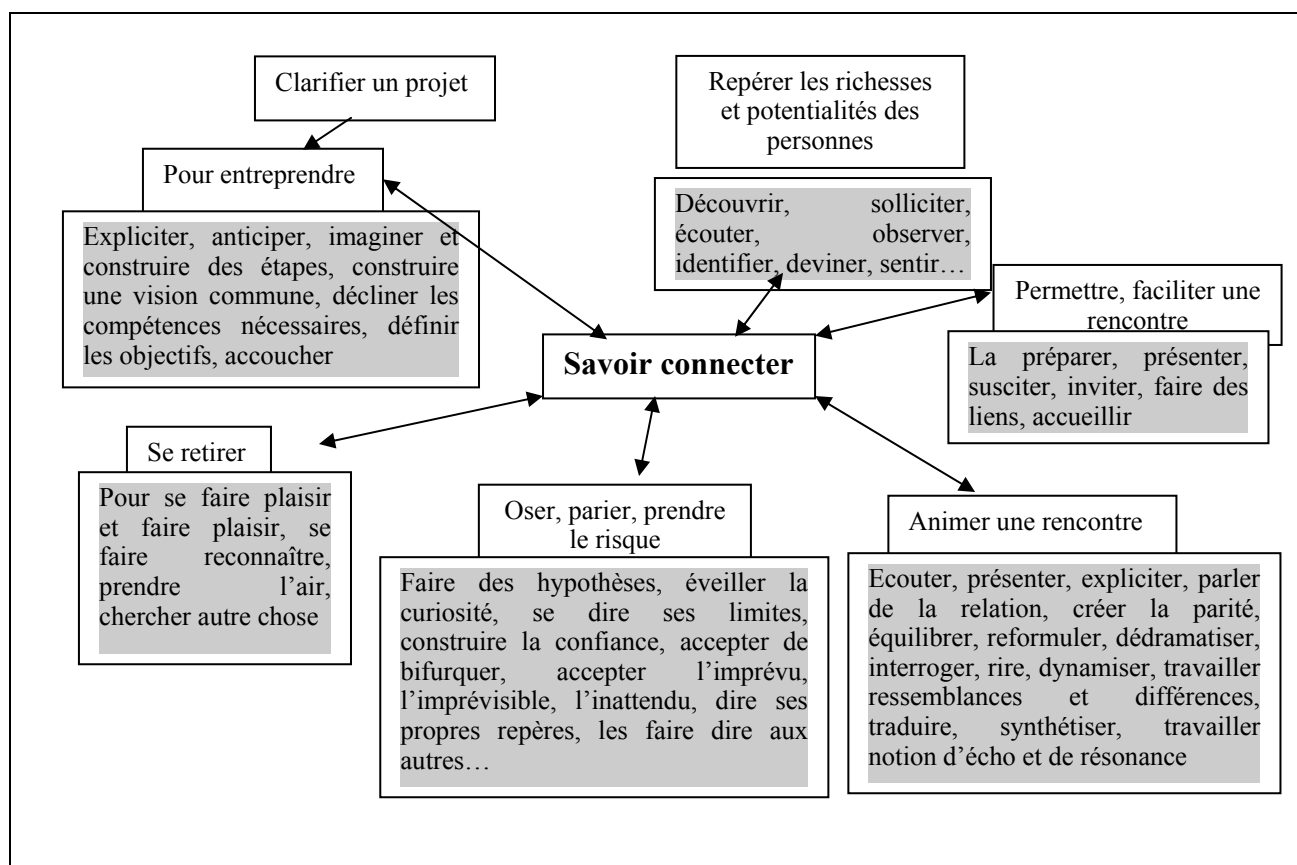 Clarifier un projet
Repérer les richesses
et potentialités des
personnes
Pour entreprendre
Expliciter, anticiper, imaginer et
construire des étapes, construire
une vision commune, décliner les
compétences nécessaires, définir
les objectifs, accoucher
Découvrir, solliciter,
écouter, observer,
identifier, deviner, sentir…
Permettre, faciliter une
rencontre
La préparer, présenter,
susciter, inviter, faire des
liens, accueillir
Savoir connecter
Se retirer
Pour se faire plaisir
et faire plaisir, se
faire reconnaître,
prendre l’air,
chercher autre chose
Oser, parier, prendre
le risque
Faire des hypothèses, éveiller la
curiosité, se dire ses limites,
construire la confiance, accepter de
bifurquer, accepter l’imprévu,
l’imprévisible, l’inattendu, dire ses
propres repères, les faire dire aux
autres…
Animer une rencontre
Ecouter, présenter, expliciter, parler
de la relation, créer la parité,
équilibrer, reformuler, dédramatiser,
interroger, rire, dynamiser, travailler
ressemblances et différences,
traduire, synthétiser, travailler
notion d’écho et de résonance